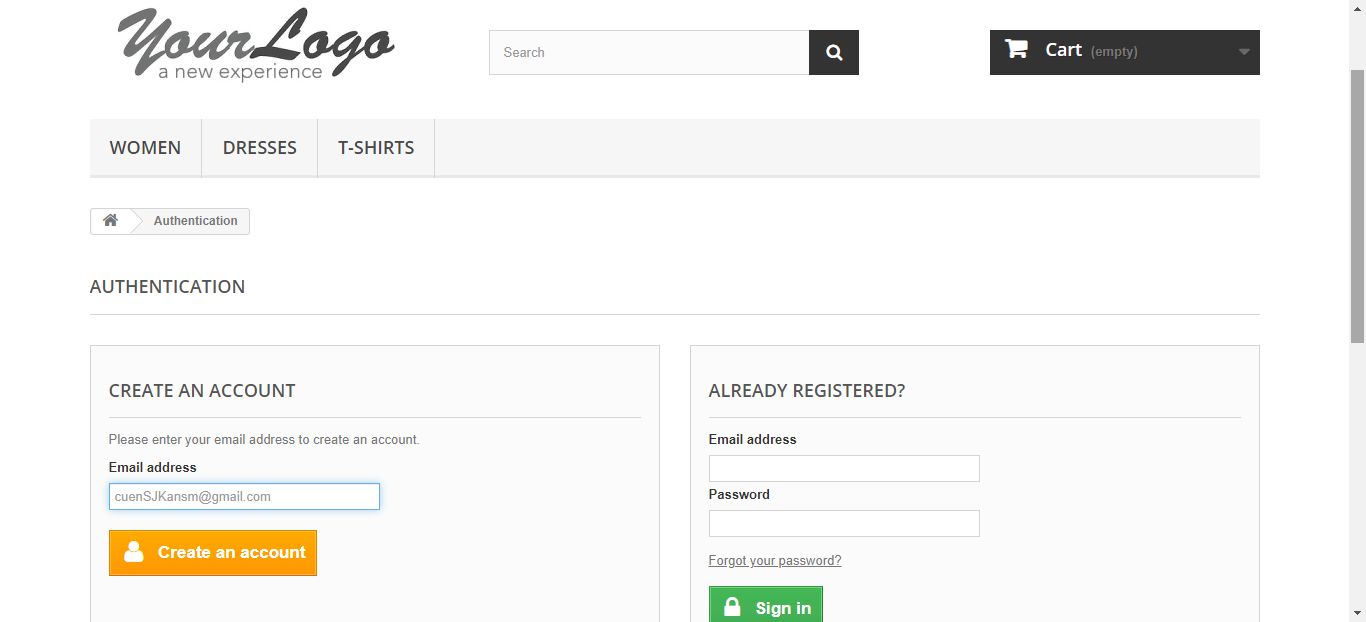 YourLogo
a new experience
Search
Cart (empty)
WOMEN DRESSES T-SHIRTS
Authentication
AUTHENTICATION
CREATE AN ACCOUNT
Please enter your email address to create an account.
Email address
cuenSJKansm@gmail.com
Create an account
ALREADY REGISTERED?
Email address
Password
Forgot your password?
Sign in